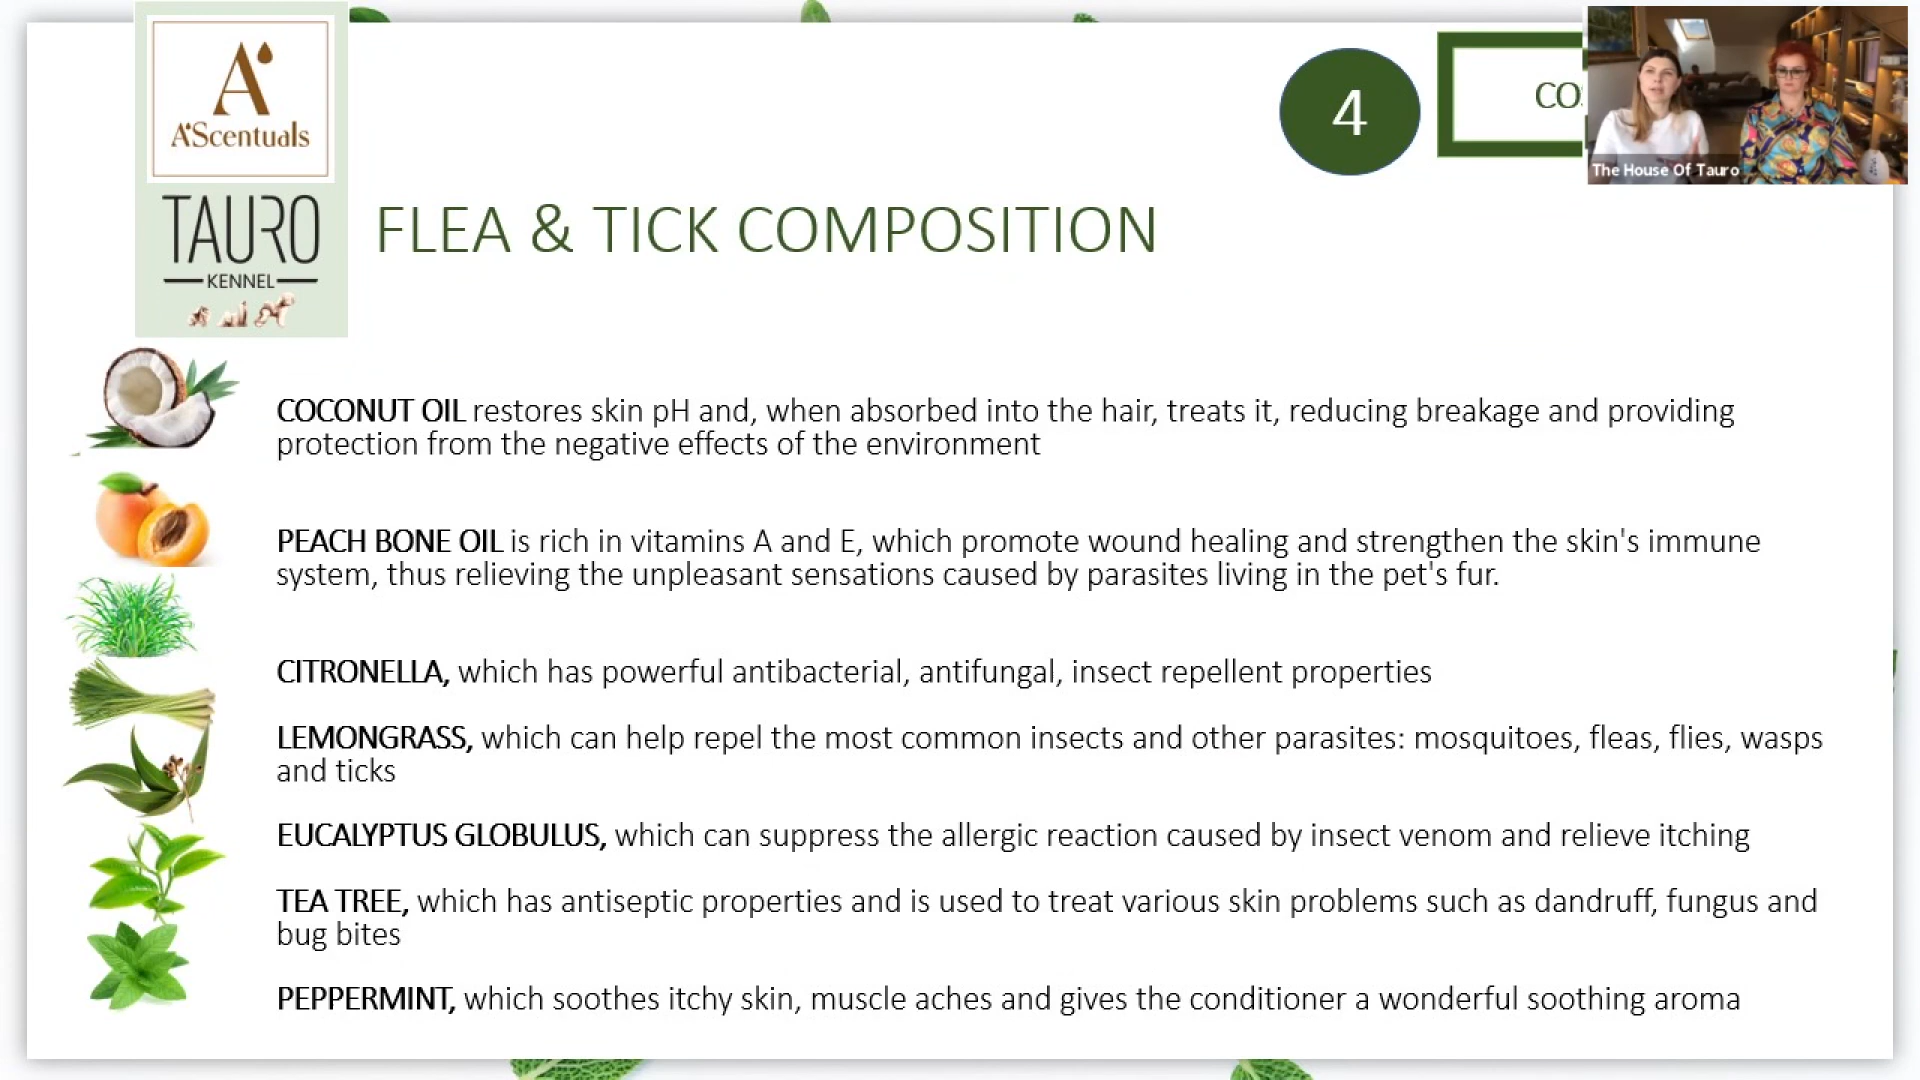 A
A'Scentuals
TAURO
KENNEL
4
The House Of Tauro
FLEA & TICK COMPOSITION
COCONUT OIL restores skin pH and, when absorbed into the hair, treats it, reducing breakage and providing
protection from the negative effects of the environment
PEACH BONE OIL is rich in vitamins A and E, which promote wound healing and strengthen the skin's immune
system, thus relieving the unpleasant sensations caused by parasites living in the pet's fur.
CITRONELLA, which has powerful antibacterial, antifungal, insect repellent properties
LEMONGRASS, which can help repel the most common insects and other parasites: mosquitoes, fleas, flies, wasps
and ticks
EUCALYPTUS GLOBULUS, which can suppress the allergic reaction caused by insect venom and relieve itching
TEA TREE, which has antiseptic properties and is used to treat various skin problems such as dandruff, fungus and
bug bites
PEPPERMINT, which soothes itchy skin, muscle aches and gives the conditioner a wonderful soothing aroma